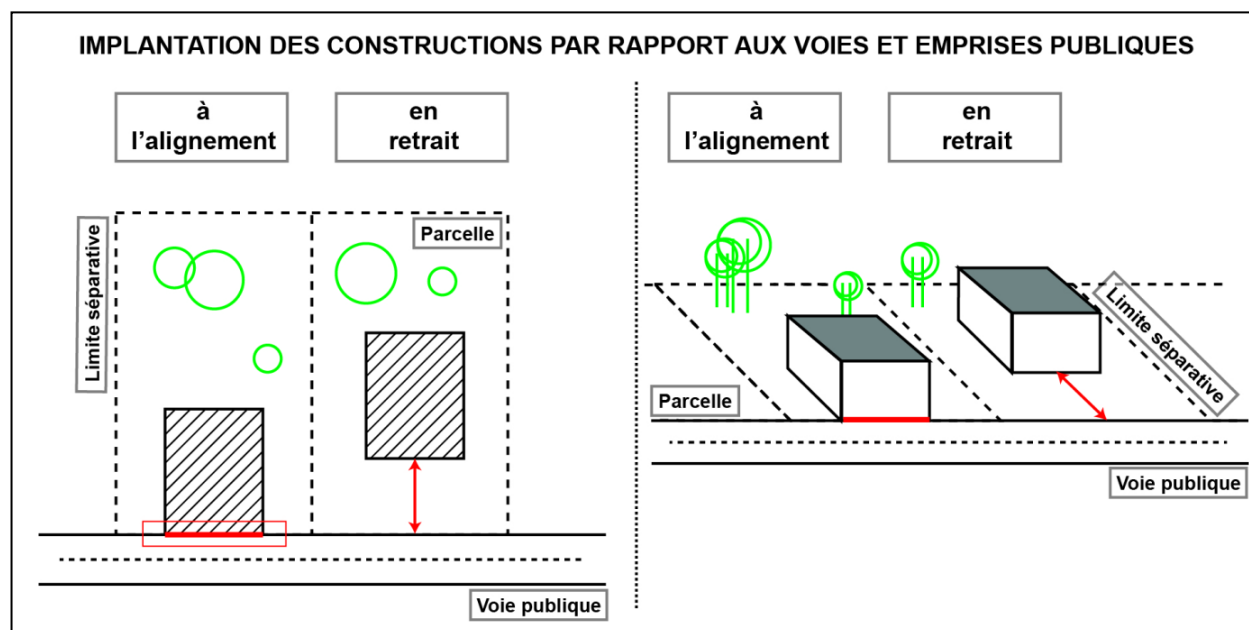 IMPLANTATION DES CONSTRUCTIONS PAR RAPPORT AUX VOIES ET EMPRISES PUBLIQUES
à
l'alignement
en
retrait
Limite séparative
Parcelle
Voie publique
à
l'alignement
en
retrait
Limite séparative
Parcelle
Voie publique